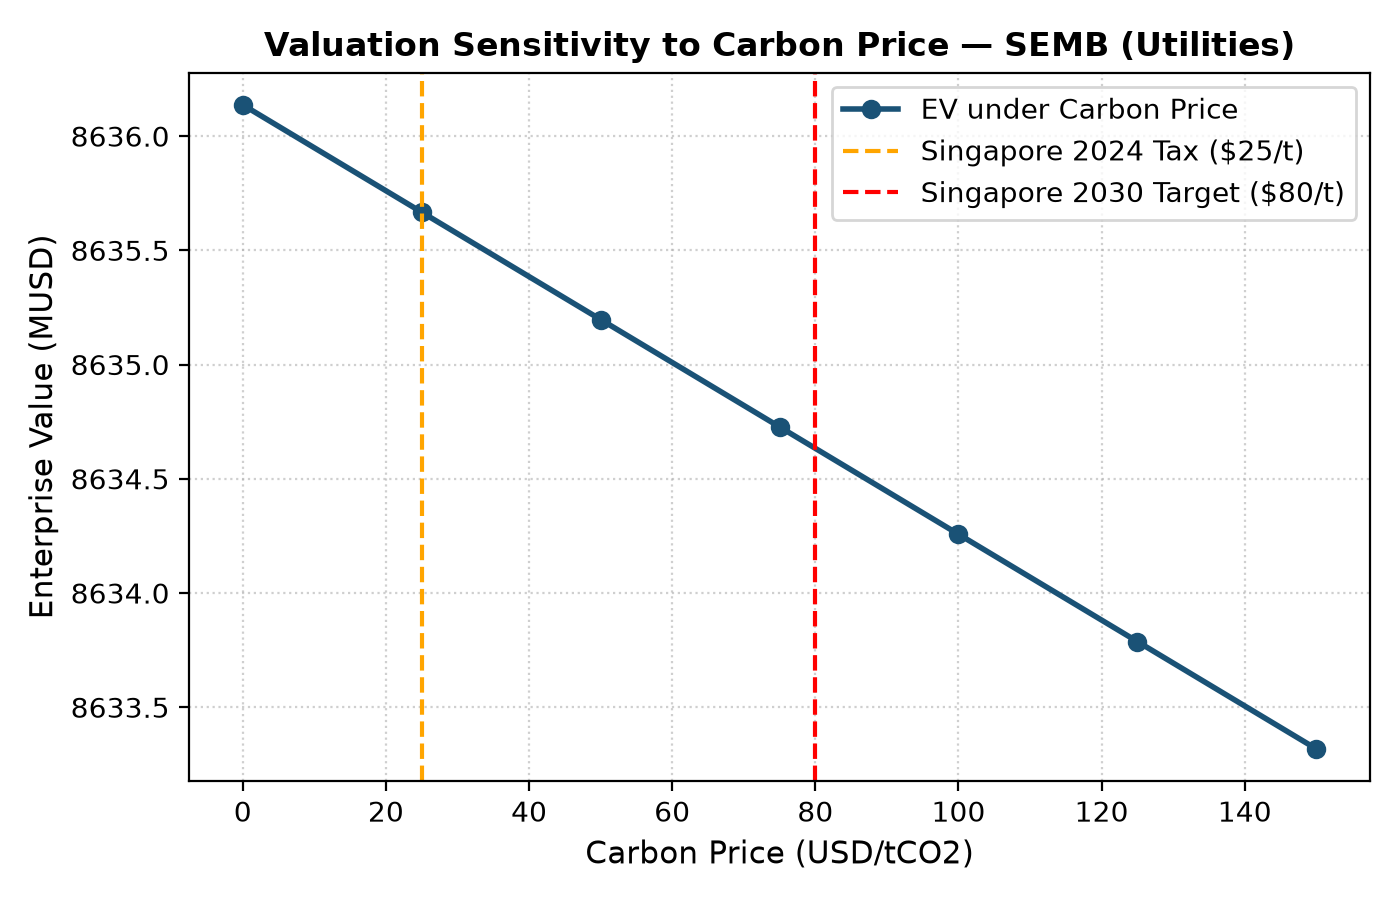 Valuation Sensitivity to Carbon Price — SEMB (Utilities)
EV under Carbon Price
Singapore 2024 Tax ($25/t)
Singapore 2030 Target ($80/t)
Enterprise Value (MUSD)
8636.0
8635.5
8635.0
8634.5
8634.0
8633.5
0 20 40 60 80 100 120 140
Carbon Price (USD/tCO2)